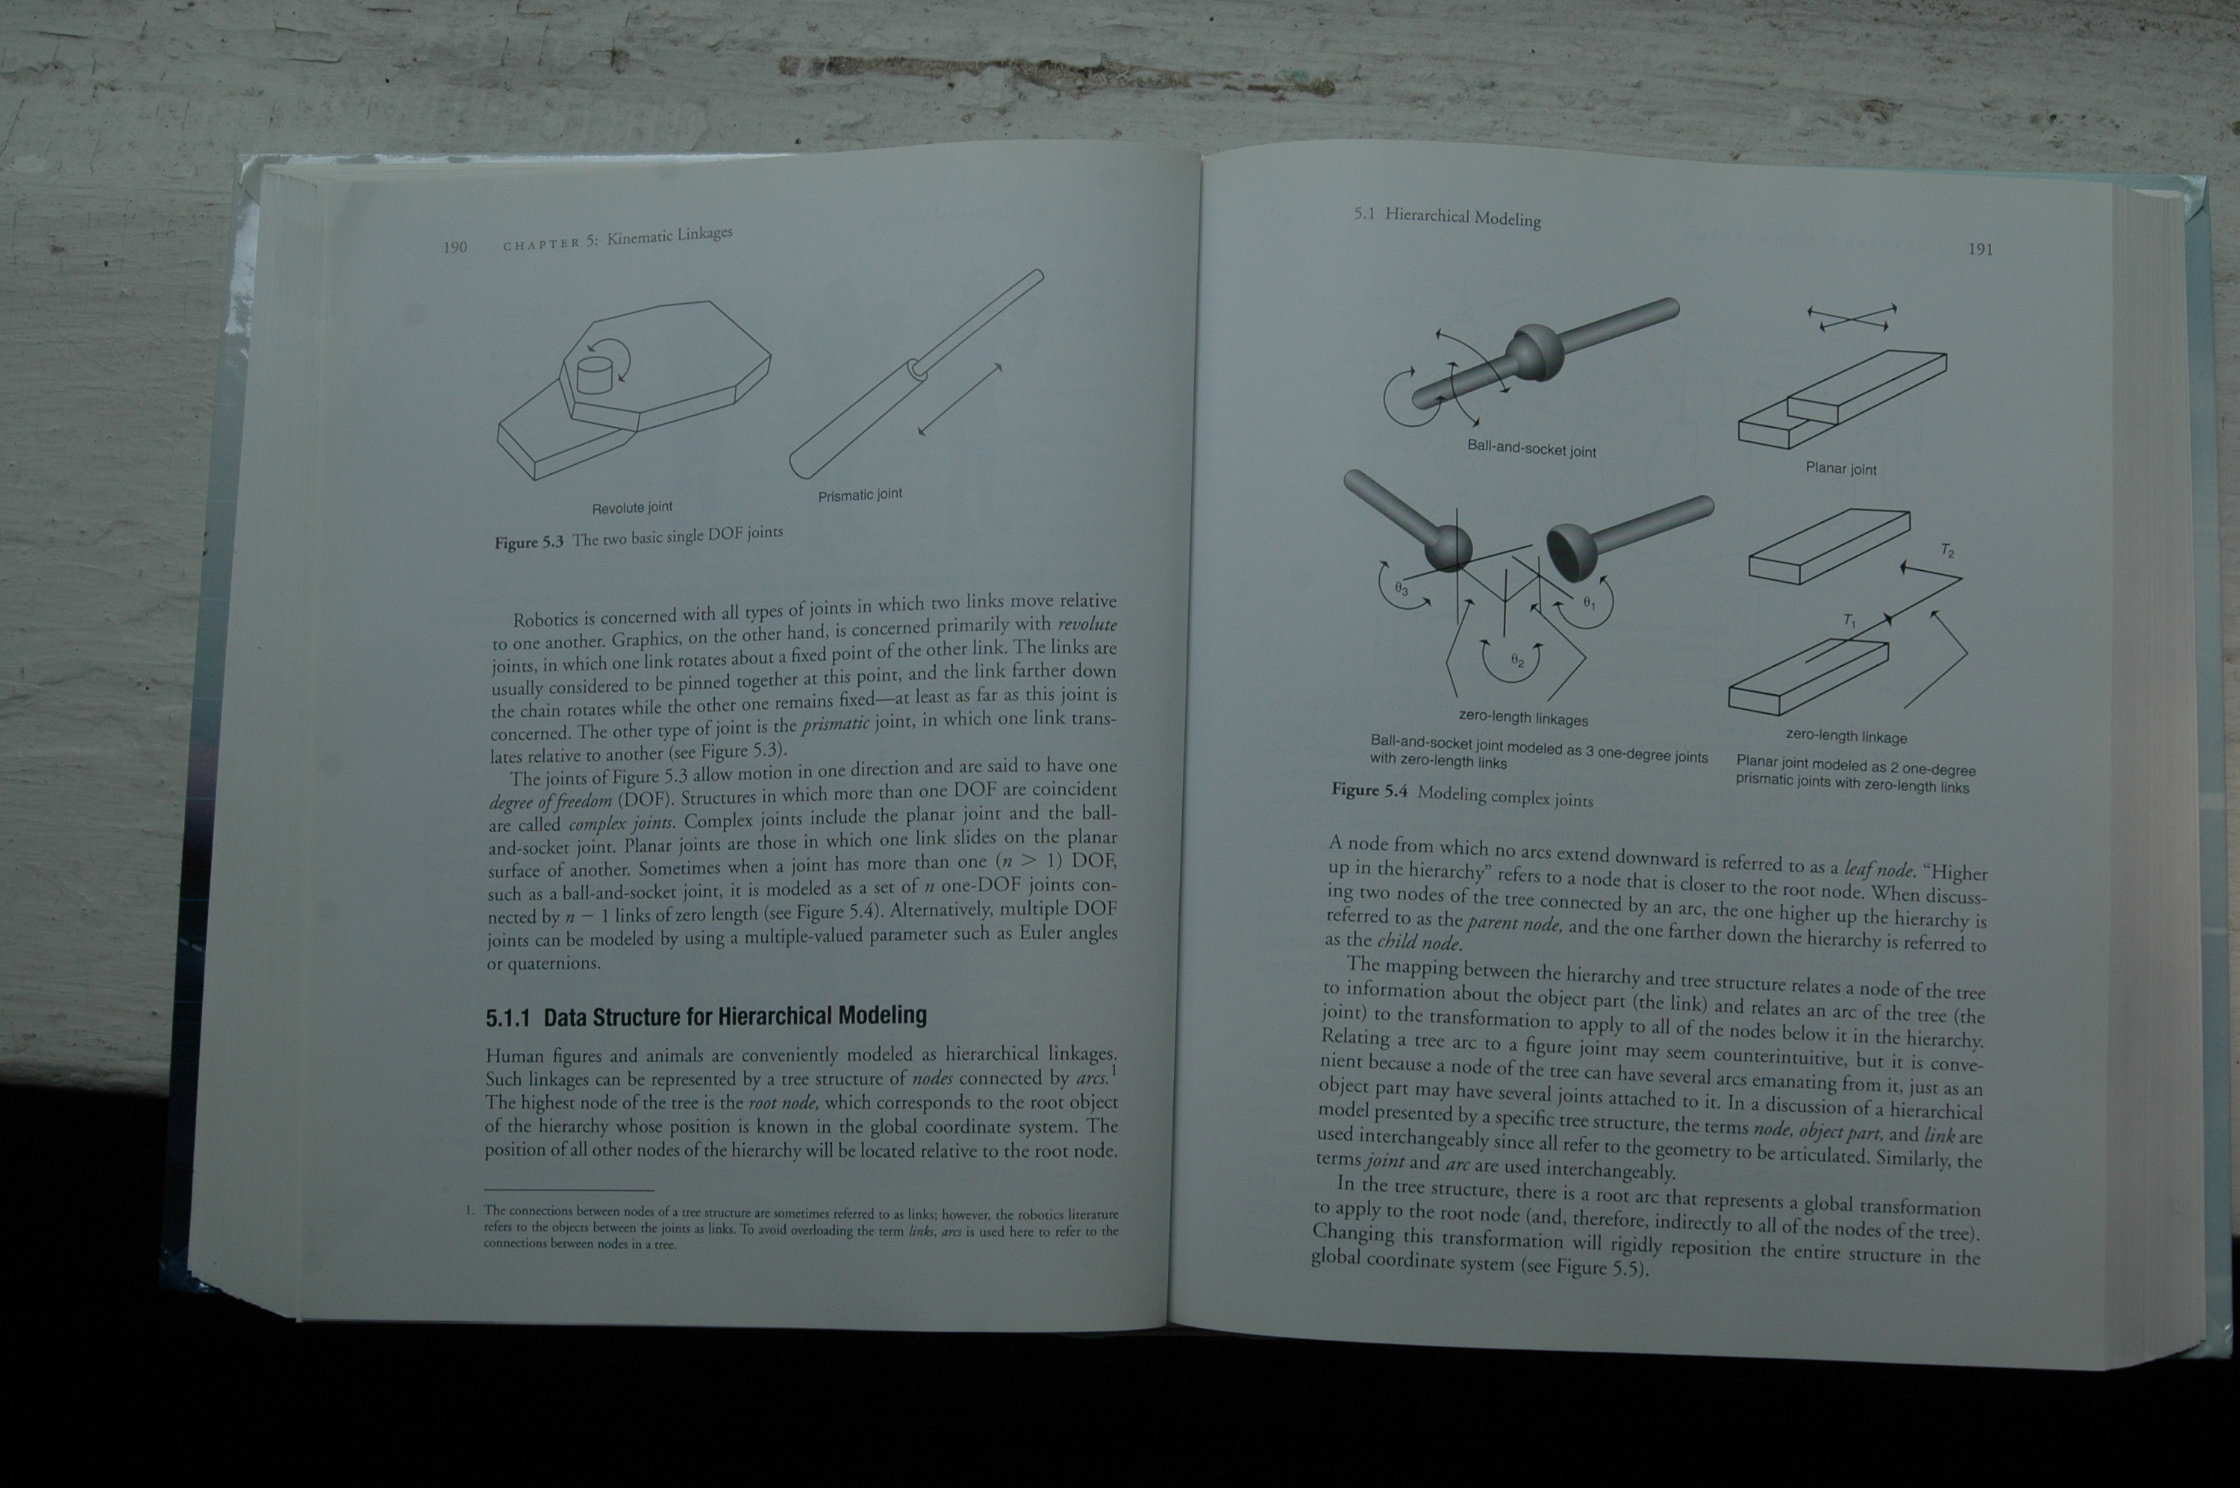 190 CHAPTER 5: Kinematic Linkages
Revolute joint
Prismatic joint
Figure 5.3 The two basic single DOF joints
Robotics is concerned with all types of joints in which two links move relative
to one another. Graphics, on the other hand, is concerned primarily with revolute
joints, in which one link rotates about a fixed point of the other link. The links are
usually considered to be pinned together at this point, and the link farther down
the chain rotates while the other one remains fixed—at least as far as this joint is
concerned. The other type of joint is the prismatic joint, in which one link trans-
lates relative to another (see Figure 5.3).
The joints of Figure 5.3 allow motion in one direction and are said to have one
degree of freedom (DOF). Structures in which more than one DOF are coincident
are called complex joints. Complex joints include the planar joint and the ball-
and-socket joint. Planar joints are those in which one link slides on the planar
surface of another. Sometimes when a joint has more than one (n > 1) DOF,
such as a ball-and-socket joint, it is modeled as a set of n one-DOF joints con-
nected by n − 1 links of zero length (see Figure 5.4). Alternatively, multiple DOF
joints can be modeled by using a multiple-valued parameter such as Euler angles
or quaternions.
5.1.1 Data Structure for Hierarchical Modeling
Human figures and animals are conveniently modeled as hierarchical linkages.
Such linkages can be represented by a tree structure of nodes connected by arcs.¹
The highest node of the tree is the root node, which corresponds to the root object
of the hierarchy whose position is known in the global coordinate system. The
position of all other nodes of the hierarchy will be located relative to the root node.
1. The connections between nodes of a tree structure are sometimes referred to as links; however, the robotics literature
refers to the objects between the joints as links. To avoid overloading the term links, arcs is used here to refer to the
connections between nodes in a tree.
5.1 Hierarchical Modeling
191
Ball-and-socket joint
Planar joint
T₂
θ₃
θ₁
T₁
θ₂
zero-length linkages
zero-length linkage
Ball-and-socket joint modeled as 3 one-degree joints
with zero-length links
Planar joint modeled as 2 one-degree
prismatic joints with zero-length links
Figure 5.4 Modeling complex joints
A node from which no arcs extend downward is referred to as a leaf node. “Higher
up in the hierarchy” refers to a node that is closer to the root node. When discuss-
ing two nodes of the tree connected by an arc, the one higher up the hierarchy is
referred to as the parent node, and the one farther down the hierarchy is referred to
as the child node.
The mapping between the hierarchy and tree structure relates a node of the tree
to information about the object part (the link) and relates an arc of the tree (the
joint) to the transformation to apply to all of the nodes below it in the hierarchy.
Relating a tree arc to a figure joint may seem counterintuitive, but it is conve-
nient because a node of the tree can have several arcs emanating from it, just as an
object part may have several joints attached to it. In a discussion of a hierarchical
model presented by a specific tree structure, the terms node, object part, and link are
used interchangeably since all refer to the geometry to be articulated. Similarly, the
terms joint and arc are used interchangeably.
In the tree structure, there is a root arc that represents a global transformation
to apply to the root node (and, therefore, indirectly to all of the nodes of the tree).
Changing this transformation will rigidly reposition the entire structure in the
global coordinate system (see Figure 5.5).